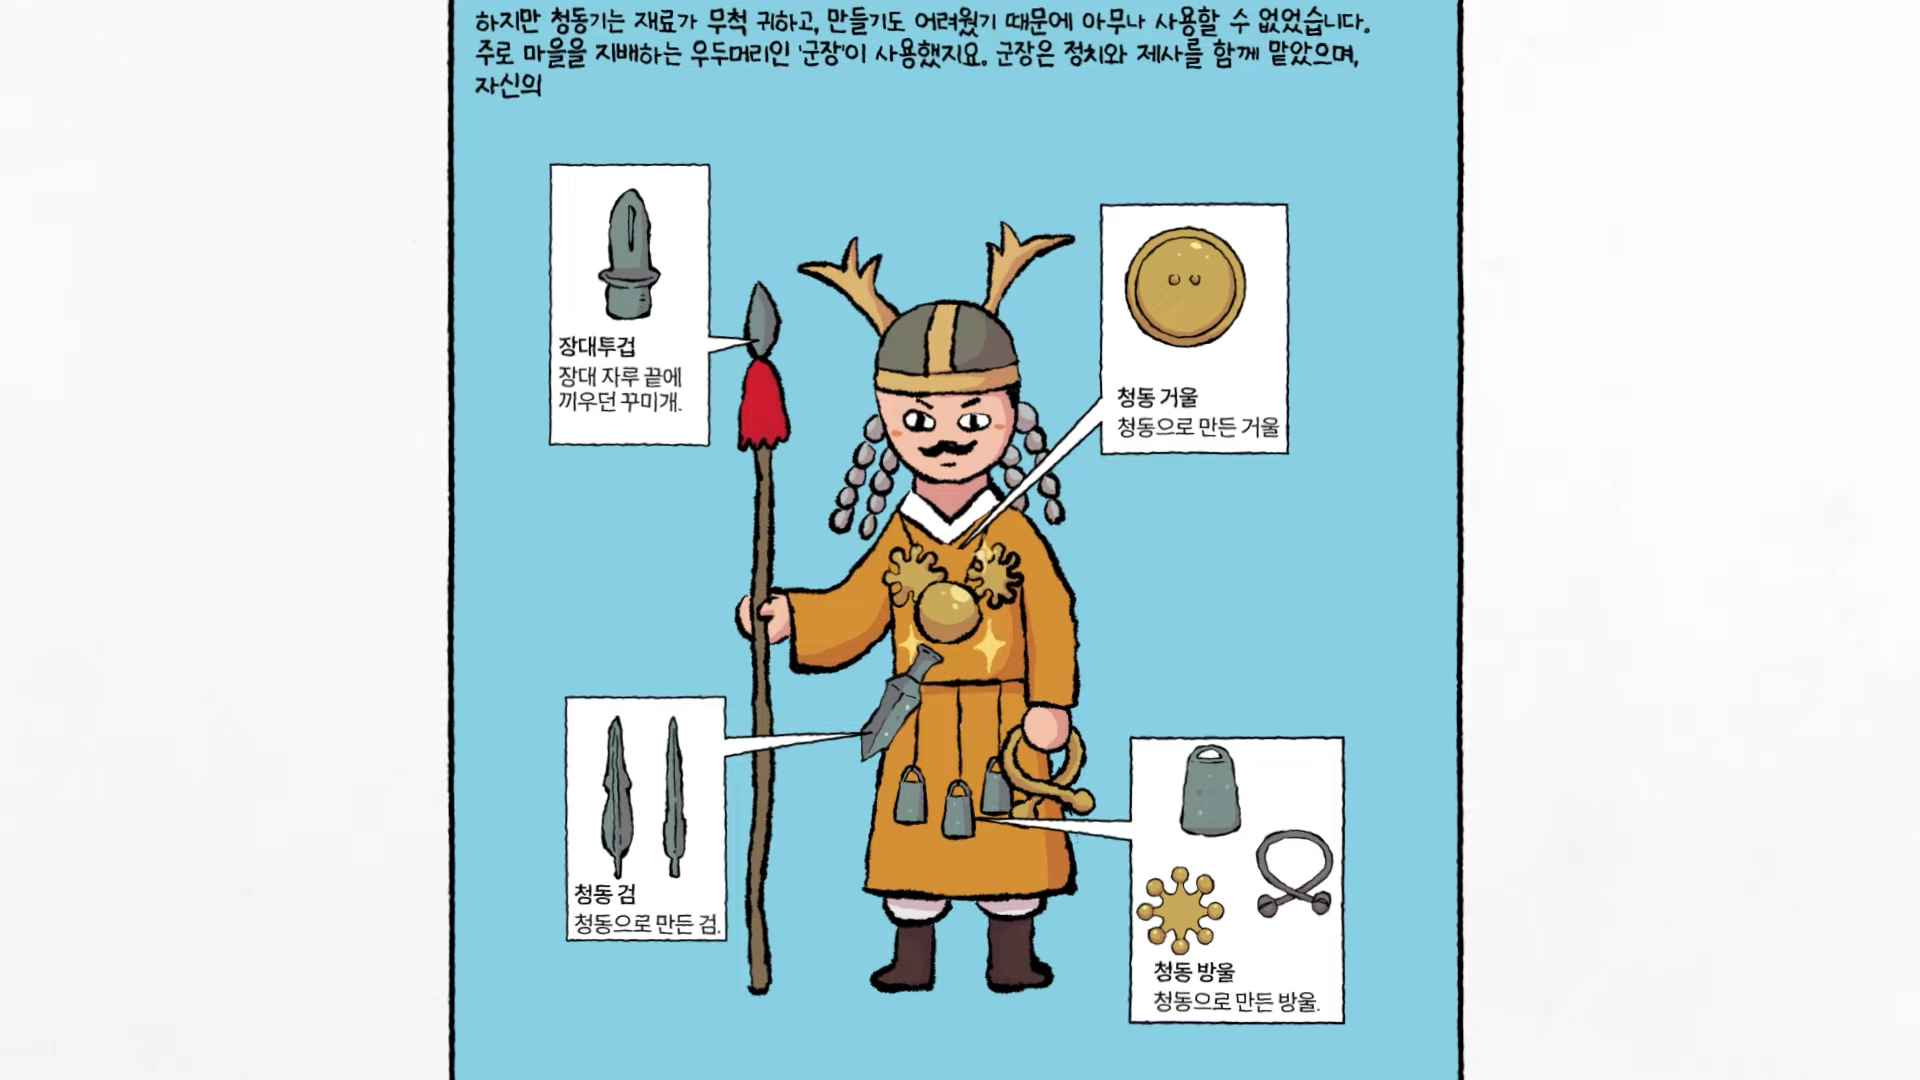 하지만 청동기는 재료가 무척 귀하고, 만들기도 어려웠기 때문에 아무나 사용할 수 없었습니다.
주로 마을을 지배하는 우두머리인 '군장'이 사용했지요. 군장은 정치와 제사를 함께 맡았으며,
자신의
장대투겁
장대 자루 끝에
끼우던 꾸미개.
청동 거울
청동으로 만든 거울
청동 검
청동으로 만든 검.
청동 방울
청동으로 만든 방울.